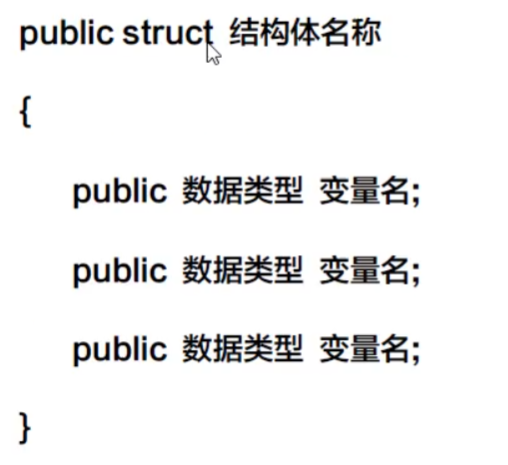 public struct 结构体名称
{
public 数据类型 变量名;
public 数据类型 变量名;
public 数据类型 变量名;
}